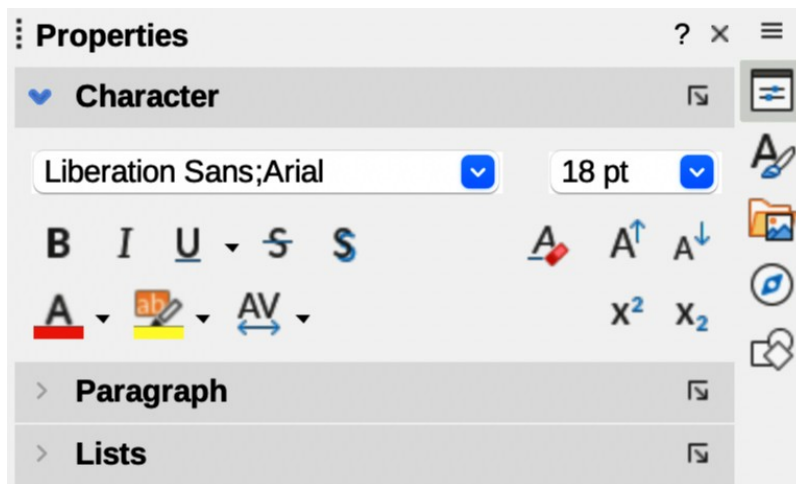 Properties ?
Character
Liberation Sans;Arial 18 pt
B I U S S A A A
A ab AV X² X₂
Paragraph
Lists